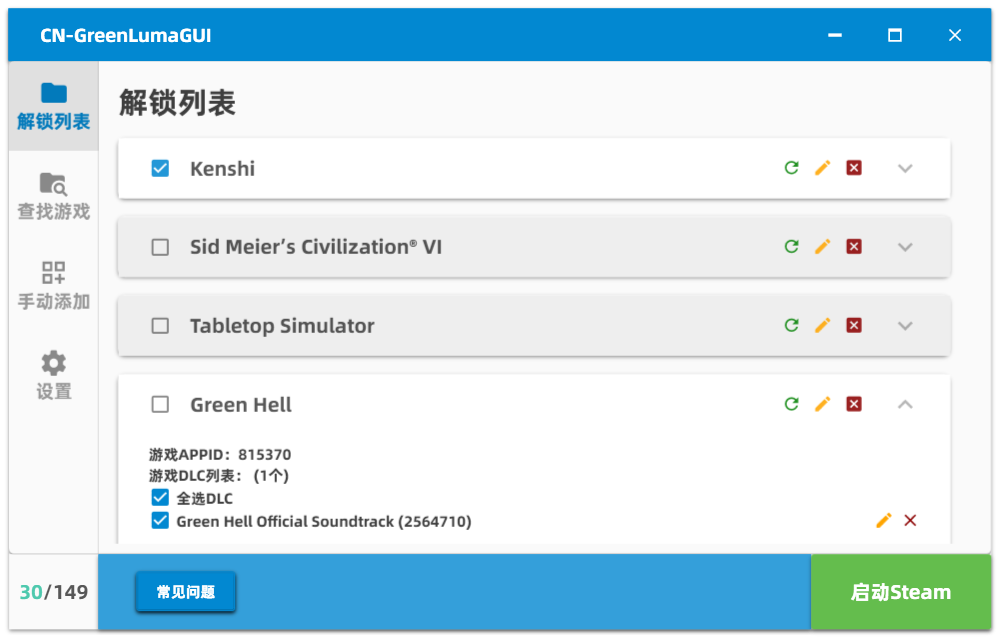 CN-GreenLumaGUI
解锁列表
查找游戏
手动添加
设置
解锁列表
Kenshi
Sid Meier's Civilization® VI
Tabletop Simulator
Green Hell
游戏APPID：815370
游戏DLC列表： (1个)
全选DLC
Green Hell Official Soundtrack (2564710)
30/149
常见问题
启动Steam